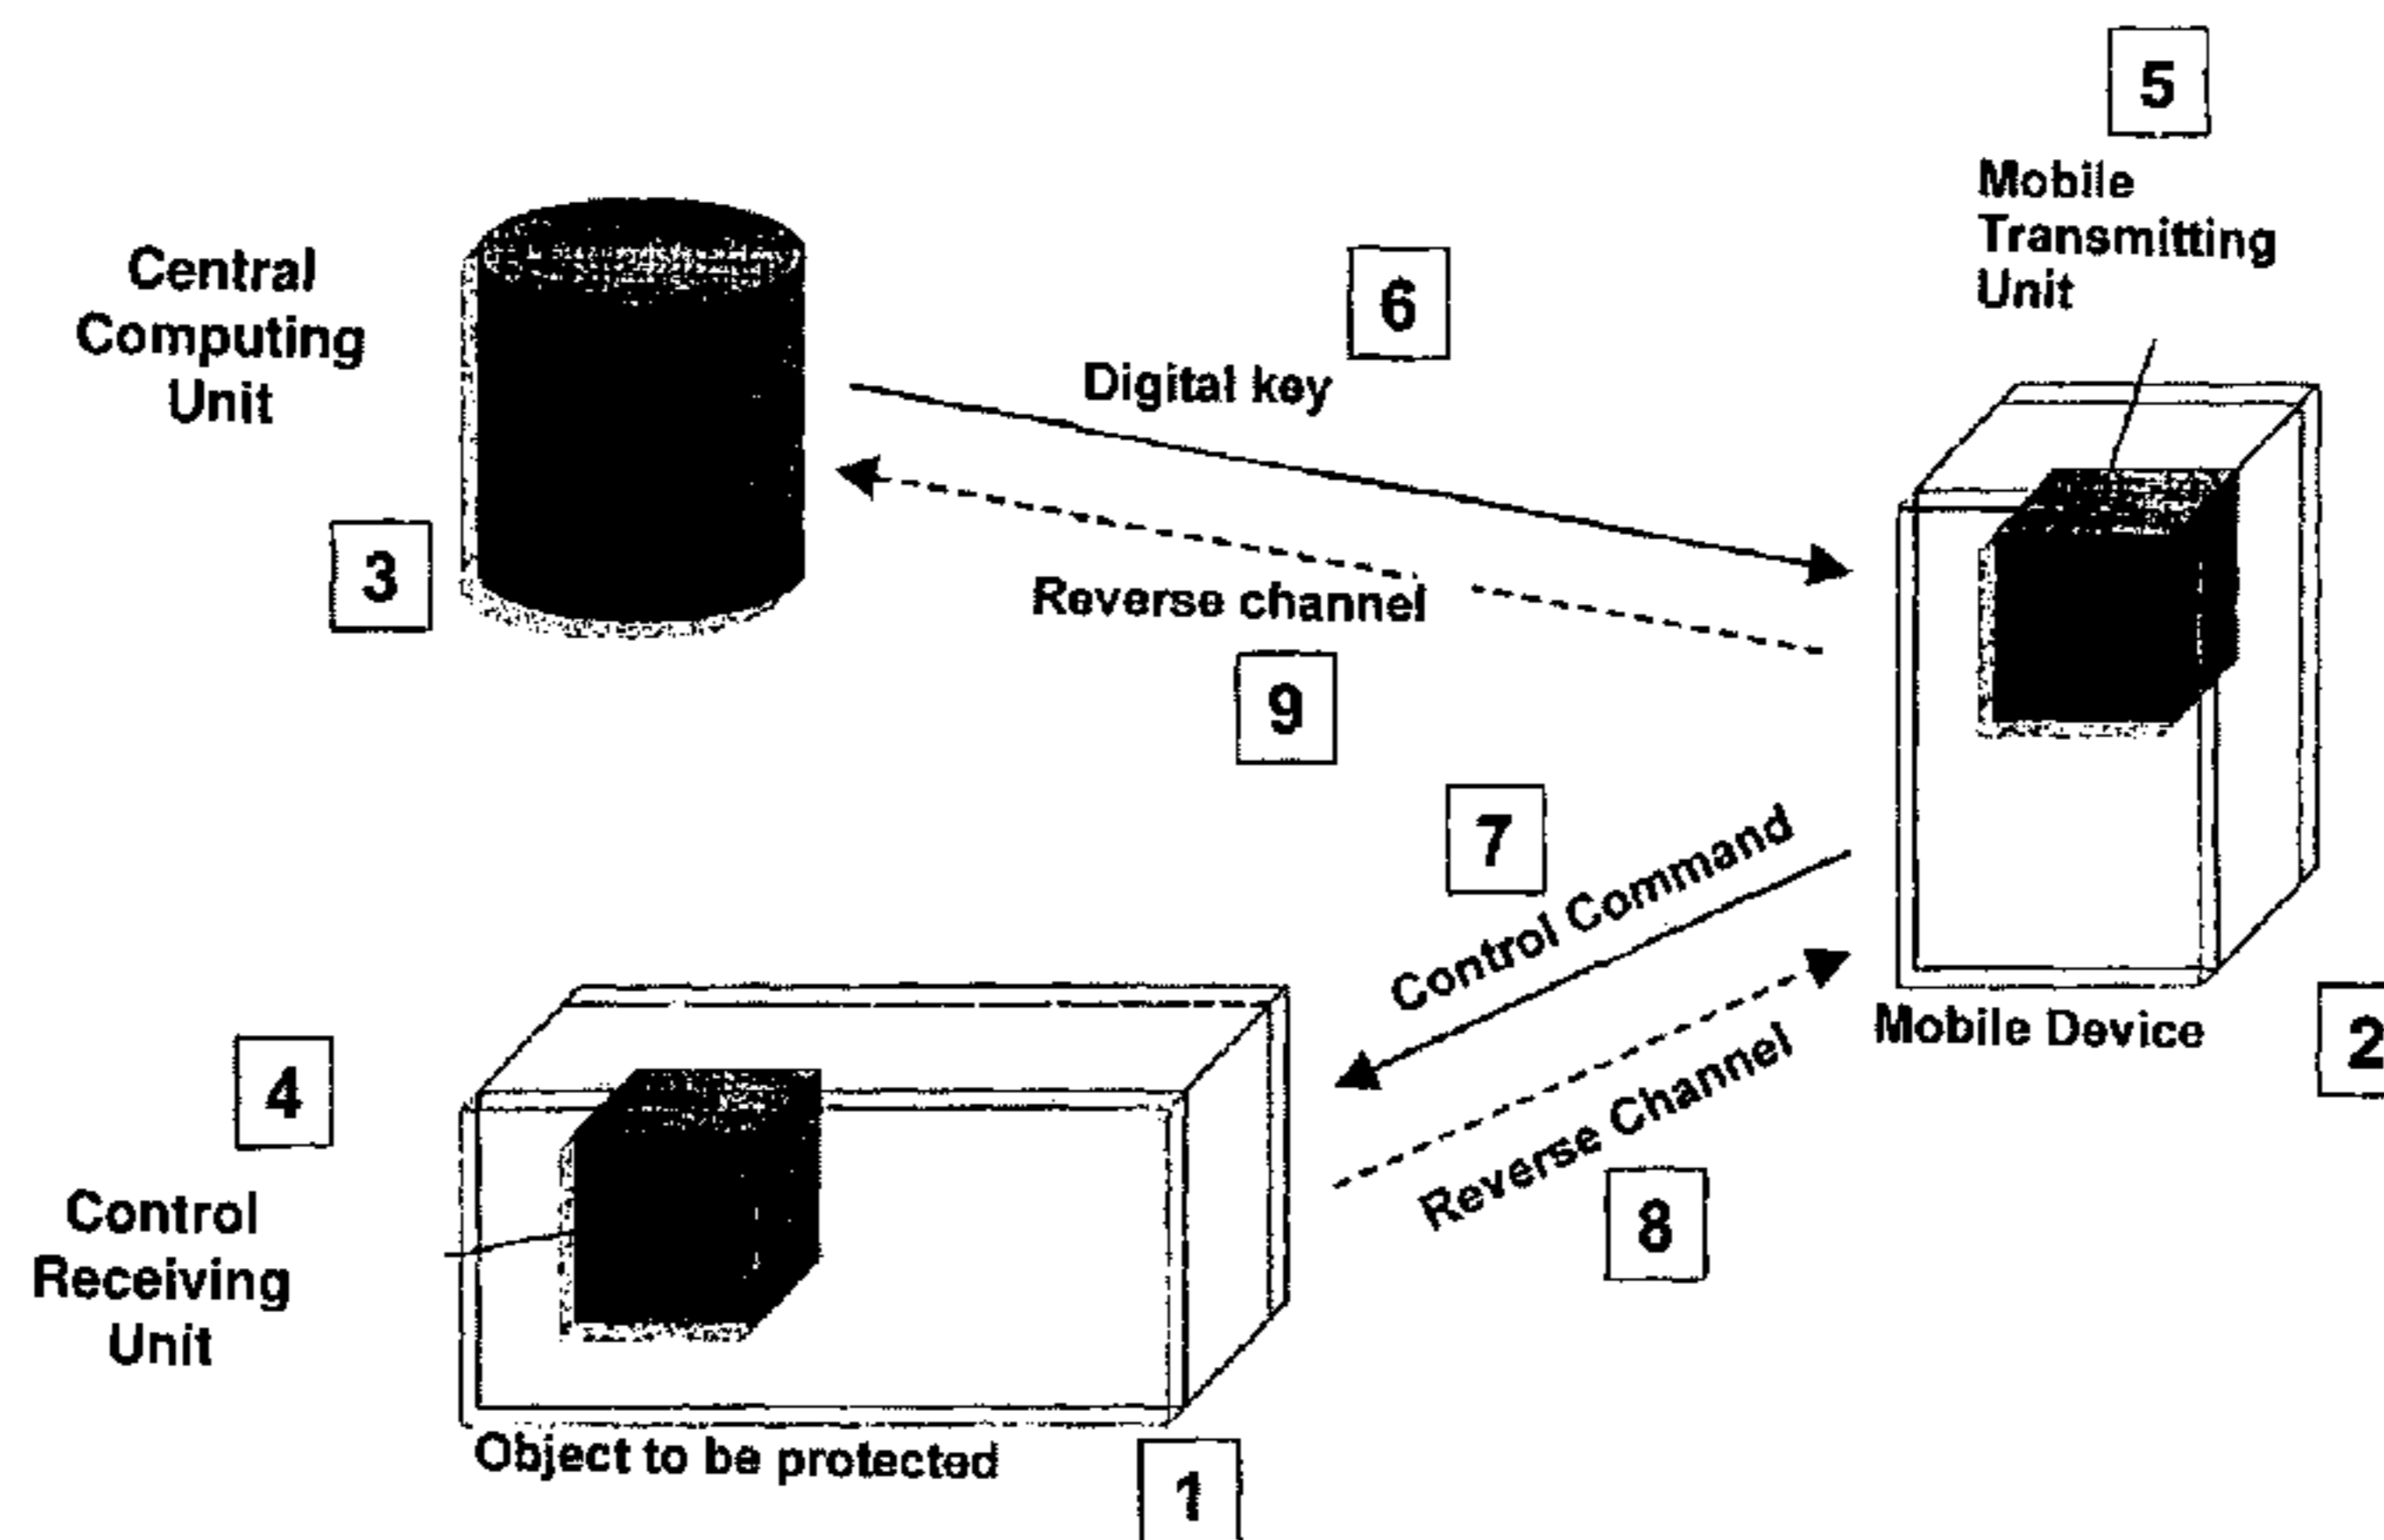 5
Mobile
Transmitting
Unit
Central
Computing
Unit
6
Digital key
3
Reverse channel
9
7
Control Command
Mobile Device
2
4
Reverse Channel
8
Control
Receiving
Unit
Object to be protected
1